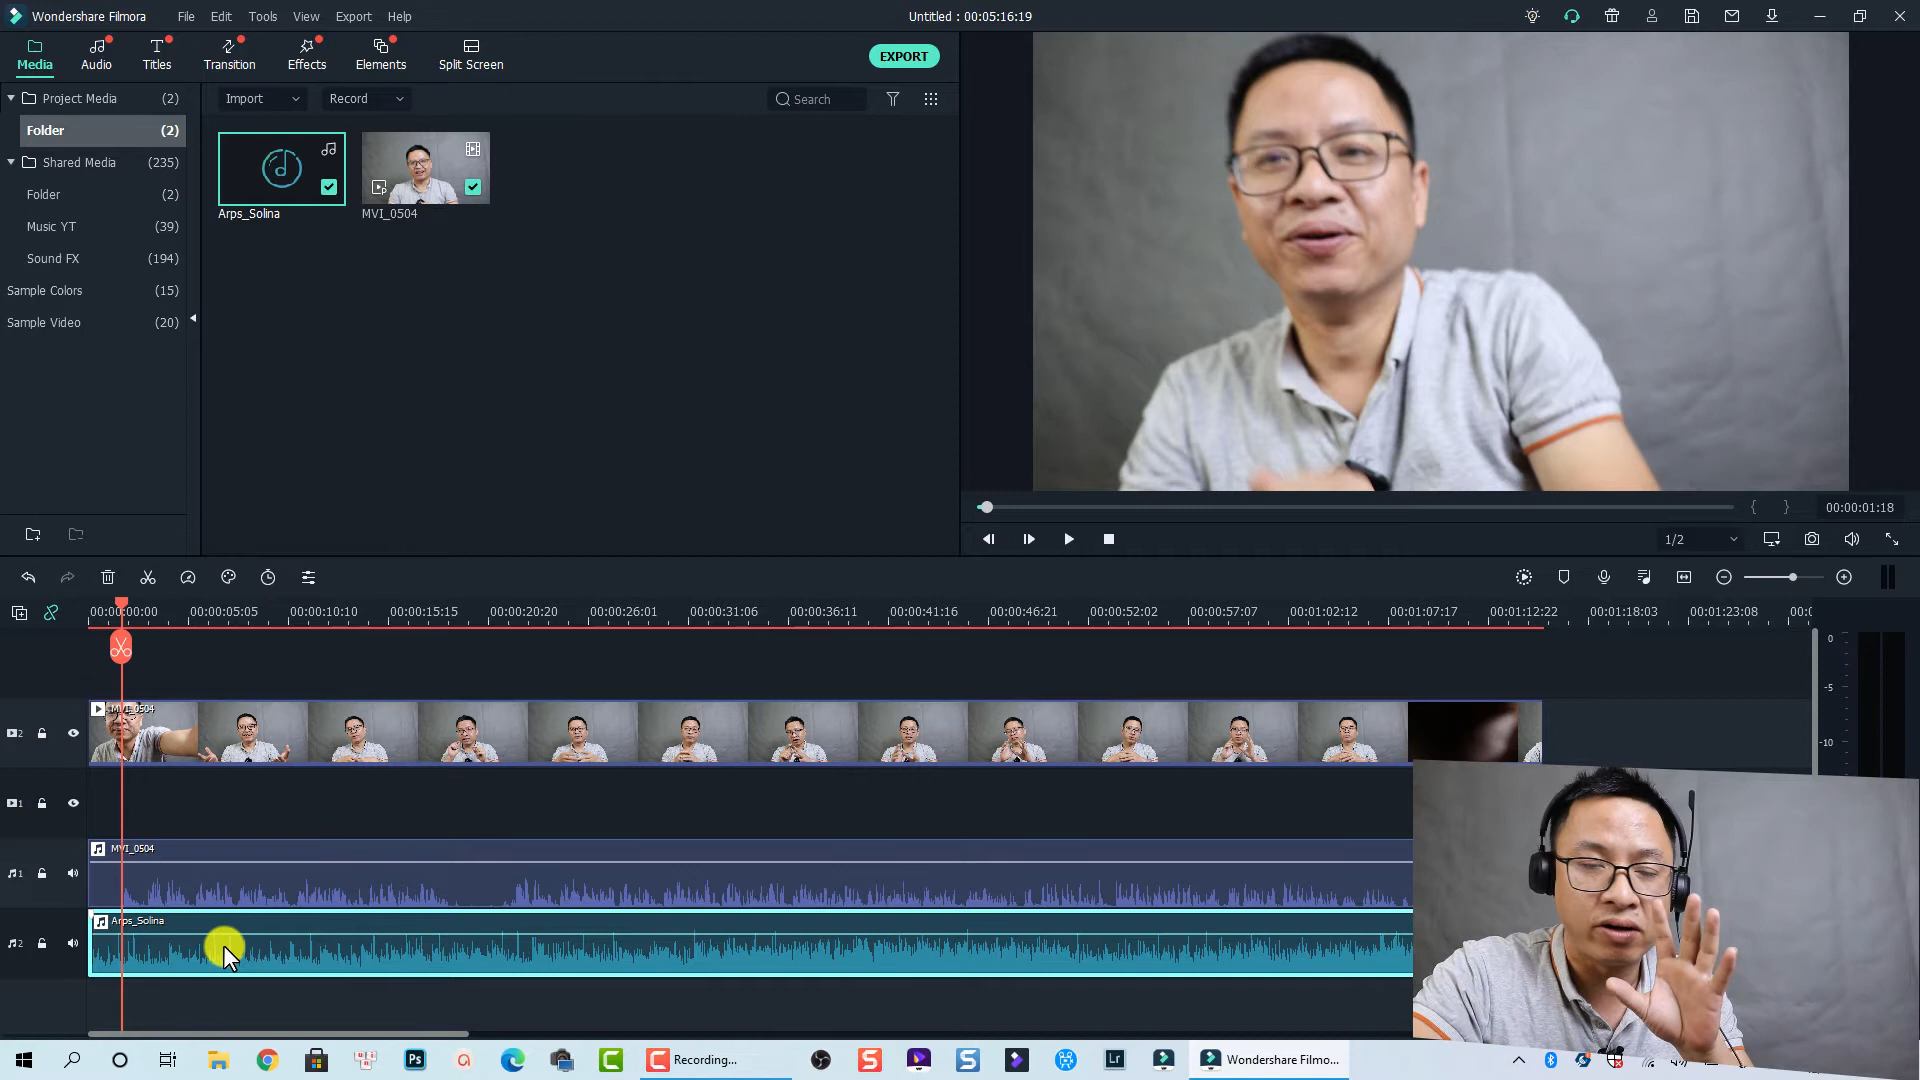 Wondershare Filmora File Edit Tools View Export Help Untitled : 00:05:16:19
Media Audio Titles Transition Effects Elements Split Screen EXPORT
Project Media (2)
Folder (2)
Shared Media (235)
Folder (2)
Music YT (39)
Sound FX (194)
Sample Colors (15)
Sample Video (20)
Import Record Search
Arps_Solina MVI_0504
00:00:01:18
1/2
00:00:00:00 00:00:05:05 00:00:10:10 00:00:15:15 00:00:20:20 00:00:26:01 00:00:31:06 00:00:36:11 00:00:41:16 00:00:46:21 00:00:52:02 00:00:57:07 00:01:02:12 00:01:07:17 00:01:12:22 00:01:18:03 00:01:23:08
0
-5
-10
MVI_0504
2
1
MVI_0504
1
Arps_Solina
2
Ps Recording... S S Lr Wondershare Filmo...